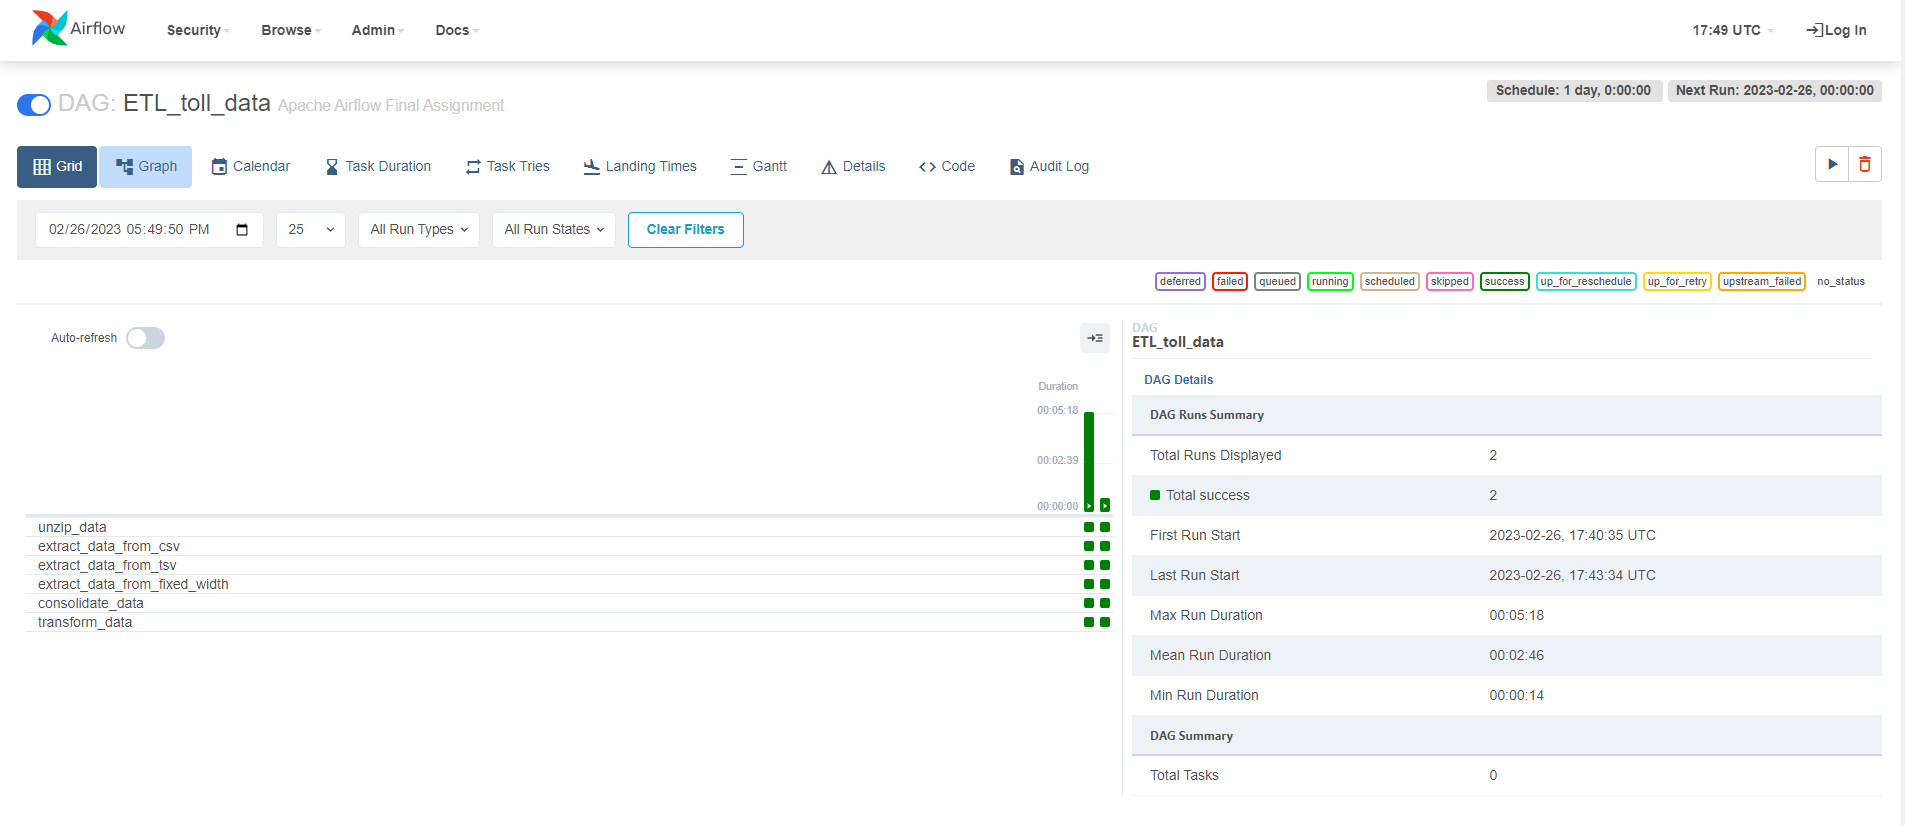 Airflow Security Browse Admin Docs 17:49 UTC Log In
DAG: ETL_toll_data Apache Airflow Final Assignment Schedule: 1 day, 0:00:00 Next Run: 2023-02-26, 00:00:00
Grid Graph Calendar Task Duration Task Tries Landing Times Gantt Details Code Audit Log
02/26/2023 05:49:50 PM 25 All Run Types All Run States Clear Filters
deferred failed queued running scheduled skipped success up_for_reschedule up_for_retry upstream_failed no_status
Auto-refresh
Duration
00:05:18
00:02:39
00:00:00
unzip_data
extract_data_from_csv
extract_data_from_tsv
extract_data_from_fixed_width
consolidate_data
transform_data
DAG
ETL_toll_data
DAG Details
DAG Runs Summary
Total Runs Displayed 2
Total success 2
First Run Start 2023-02-26, 17:40:35 UTC
Last Run Start 2023-02-26, 17:43:34 UTC
Max Run Duration 00:05:18
Mean Run Duration 00:02:46
Min Run Duration 00:00:14
DAG Summary
Total Tasks 0